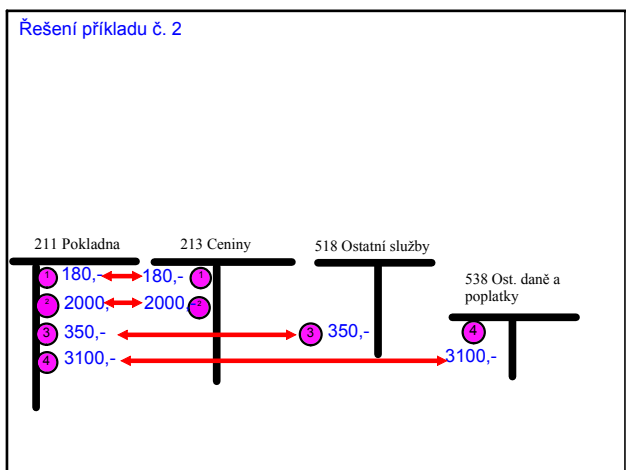 Řešení příkladu č. 2
211 Pokladna
213 Ceniny
518 Ostatní služby
538 Ost. daně a
poplatky
1 180,- 180,- 1
2 2000,- 2000,- 2
3 350,- 3 350,-
4 3100,- 4
3100,-